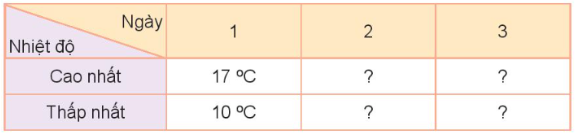 Ngày
Nhiệt độ
1 2 3
Cao nhất 17 ºC ? ?
Thấp nhất 10 ºC ? ?